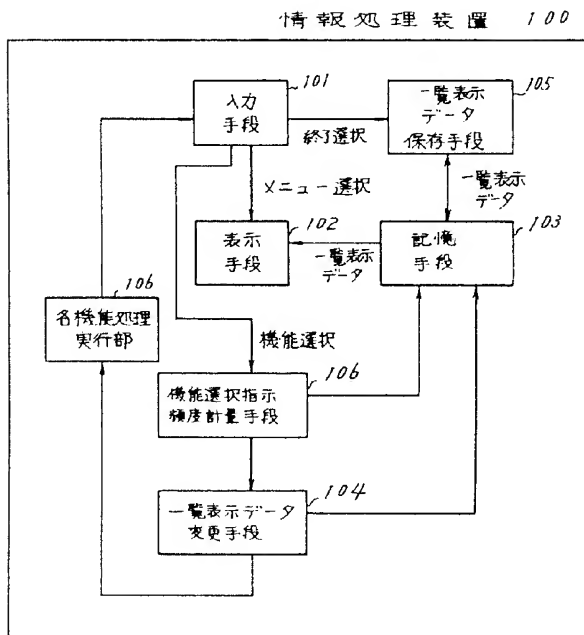 情報処理装置 100
101
入力
手段
終了選択
105
一覧表示
データ
保存手段
メニュー選択
一覧表示
データ
102
表示
手段
一覧表示
データ
103
記憶
手段
106
各機能処理
実行部
機能選択
106
機能選択指示
頻度計量手段
104
一覧表示データ
変更手段